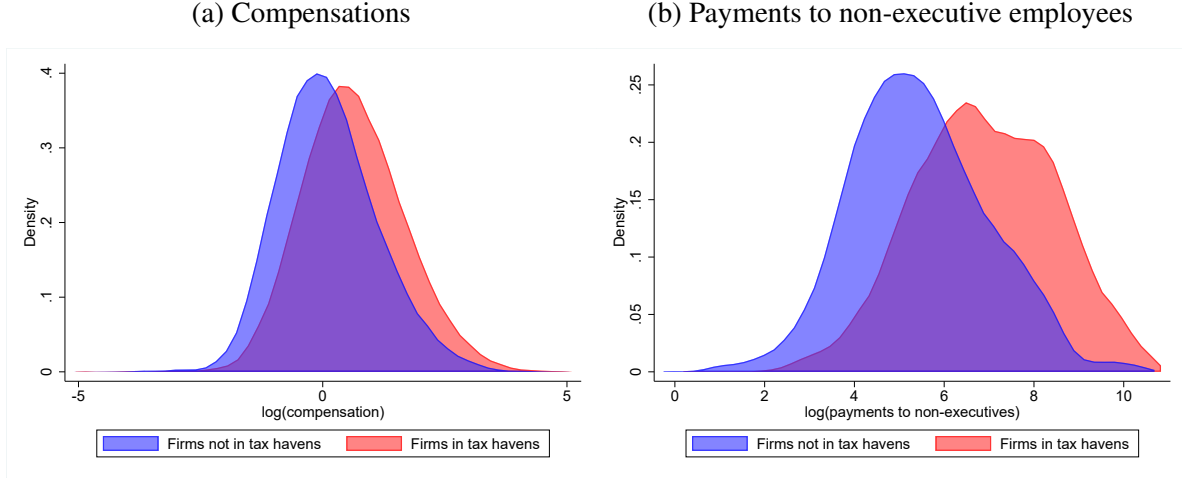 (a) Compensations
Density
.4
.3
.2
.1
0
-5 0 5
log(compensation)
Firms not in tax havens Firms in tax havens
(b) Payments to non-executive employees
Density
.25
.2
.15
.1
.05
0
0 2 4 6 8 10
log(payments to non-executives)
Firms not in tax havens Firms in tax havens